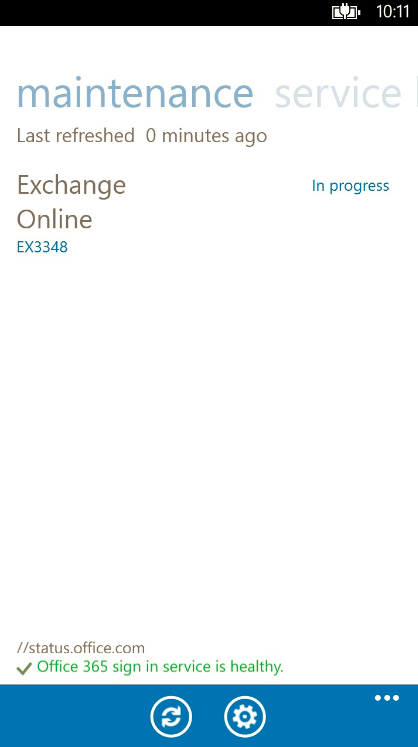 10:11
maintenance service
Last refreshed 0 minutes ago
Exchange In progress
Online
EX3348
//status.office.com
Office 365 sign in service is healthy.